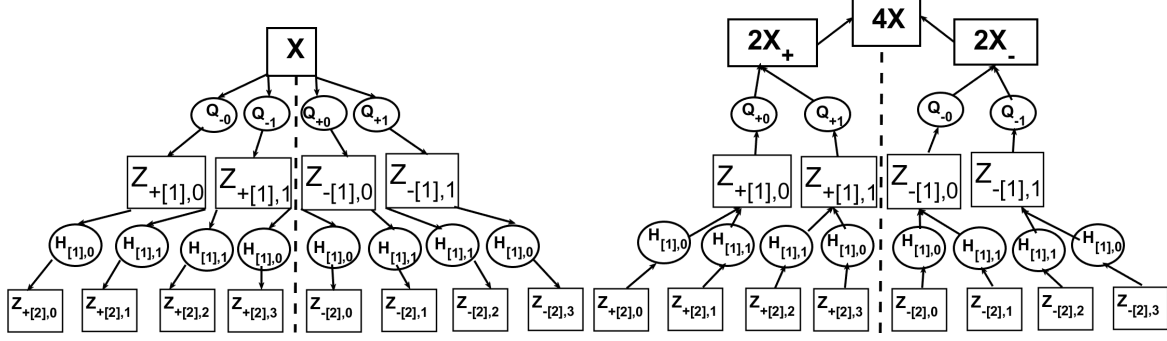 X
Q-0 Q-1 Q+0 Q+1
Z+[1],0 Z+[1],1 Z-[1],0 Z-[1],1
H[1],0 H[1],1 H[1],1 H[1],0 H[1],0 H[1],1 H[1],1 H[1],0
Z+[2],0 Z+[2],1 Z+[2],2 Z+[2],3 Z-[2],0 Z-[2],1 Z-[2],2 Z-[2],3
4X
2X+ 2X-
Q+0 Q+1 Q-0 Q-1
Z+[1],0 Z+[1],1 Z-[1],0 Z-[1],1
H[1],0 H[1],1 H[1],1 H[1],0 H[1],0 H[1],1 H[1],1 H[1],0
Z+[2],0 Z+[2],1 Z+[2],2 Z+[2],3 Z-[2],0 Z-[2],1 Z-[2],2 Z-[2],3